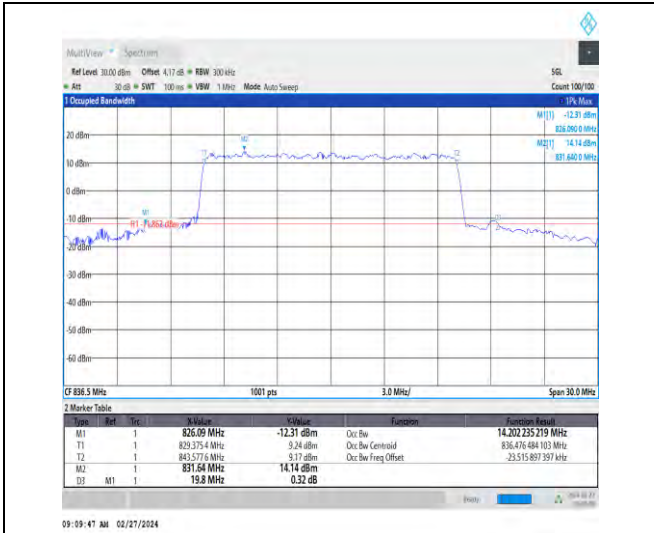 MultiView Spectrum
Ref Level 30.00 dBm Offset 4.17 dB RBW 300 kHz SGL
Att 30 dB SWT 100 ms VBW 1 MHz Mode Auto Sweep Count 100/100
1 Occupied Bandwidth 1Pk Max
M1[1] -12.31 dBm
826.090 0 MHz
M2[1] 14.14 dBm
831.640 0 MHz
20 dBm
T1 M2 T2
10 dBm
0 dBm
-10 dBm
M1
-20 dBm
-30 dBm
-40 dBm
-50 dBm
-60 dBm
CF 836.5 MHz 1001 pts 3.0 MHz/ Span 30.0 MHz
2 Marker Table
Type Ref Trc X-Value Y-Value Function Function Result
M1 1 826.09 MHz -12.31 dBm Occ Bw 14.202 235 219 MHz
T1 1 829.375 4 MHz 9.24 dBm Occ Bw Centroid 836.476 484 103 MHz
T2 1 843.577 6 MHz 9.17 dBm Occ Bw Freq Offset -23.515 897 397 kHz
M2 1 831.64 MHz 14.14 dBm
D3 M1 1 19.8 MHz 0.32 dB
09:09:47 AM 02/27/2024